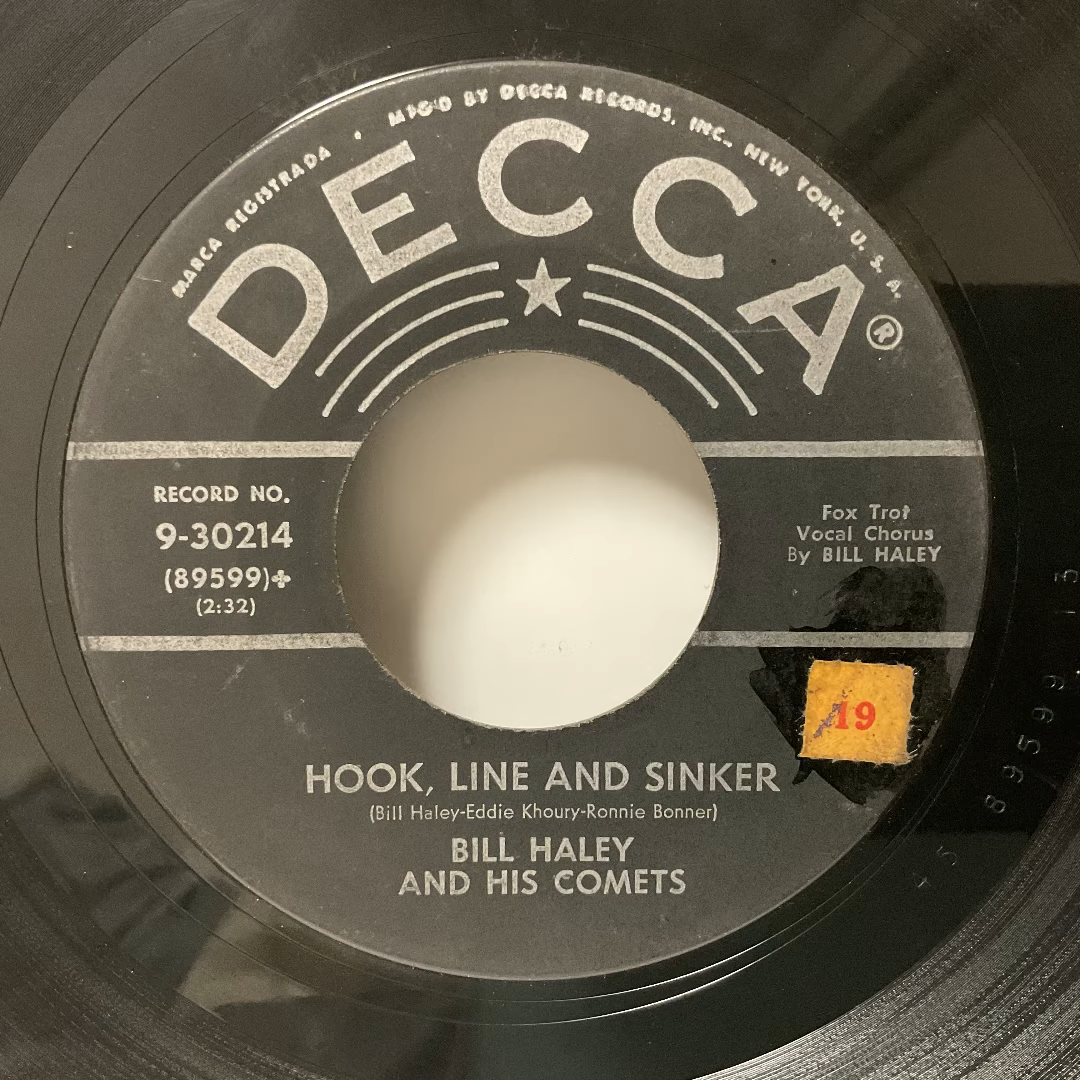 MARCA REGISTRADA • MFG'D BY DECCA RECORDS, INC., NEW YORK, U. S. A.
DECCA®
RECORD NO.
9-30214
(89599)✤
(2:32)
Fox Trot
Vocal Chorus
By BILL HALEY
19
HOOK, LINE AND SINKER
(Bill Haley-Eddie Khoury-Ronnie Bonner)
BILL HALEY
AND HIS COMETS
89599